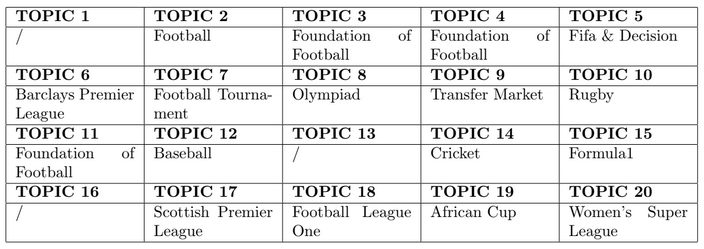 TOPIC 1 TOPIC 2 TOPIC 3 TOPIC 4 TOPIC 5
/ Football Foundation of Foundation of Fifa & Decision
Football Football
TOPIC 6 TOPIC 7 TOPIC 8 TOPIC 9 TOPIC 10
Barclays Premier Football Tourna- Olympiad Transfer Market Rugby
League ment
TOPIC 11 TOPIC 12 TOPIC 13 TOPIC 14 TOPIC 15
Foundation of Baseball / Cricket Formula1
Football
TOPIC 16 TOPIC 17 TOPIC 18 TOPIC 19 TOPIC 20
/ Scottish Premier Football League African Cup Women's Super
League One League